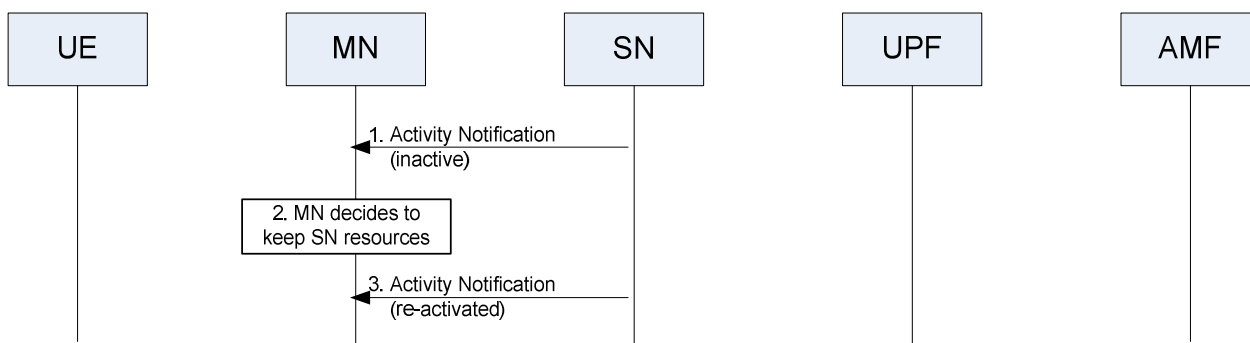 UE
MN
SN
UPF
AMF
1. Activity Notification
(inactive)
2. MN decides to
keep SN resources
3. Activity Notification
(re-activated)